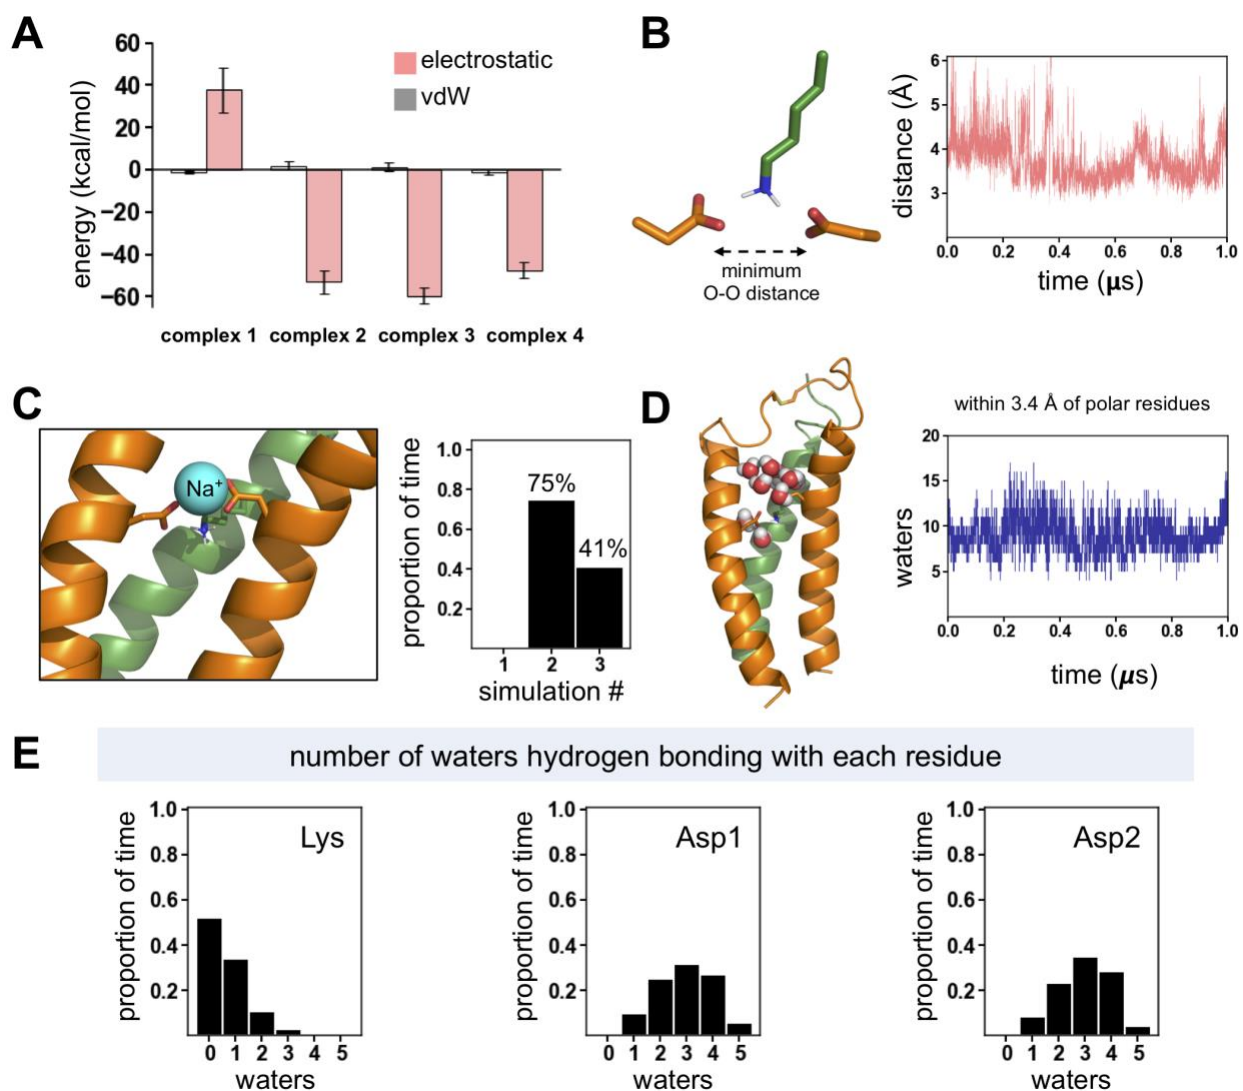 A
60
40
20
0
−20
−40
−60
energy (kcal/mol)
electrostatic
vdW
complex 1 complex 2 complex 3 complex 4
B
minimum
O-O distance
6
5
4
3
distance (Å)
0.0 0.2 0.4 0.6 0.8 1.0
time (μs)
C
Na+
1.0
0.8
0.6
0.4
0.2
proportion of time
75%
41%
1 2 3
simulation #
D
within 3.4 Å of polar residues
20
15
10
5
waters
0.0 0.2 0.4 0.6 0.8 1.0
time (μs)
E
number of waters hydrogen bonding with each residue
1.0
0.8
0.6
0.4
0.2
proportion of time
Lys
0 1 2 3 4 5
waters
1.0
0.8
0.6
0.4
0.2
proportion of time
Asp1
0 1 2 3 4 5
waters
1.0
0.8
0.6
0.4
0.2
proportion of time
Asp2
0 1 2 3 4 5
waters